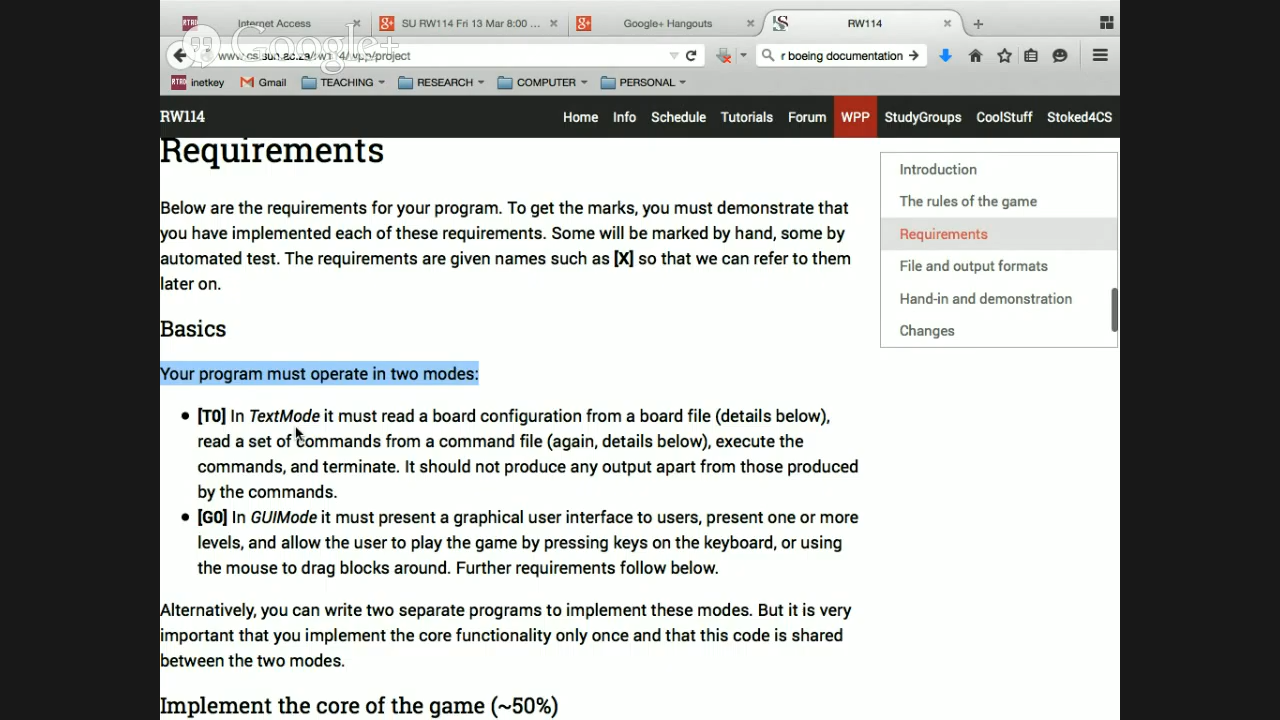 Internet Access
SU RW114 Fri 13 Mar 8:00 ...
Google+ Hangouts
RW114
Google+
r boeing documentation
inetkey
Gmail
TEACHING
RESEARCH
COMPUTER
PERSONAL
RW114
Home
Info
Schedule
Tutorials
Forum
WPP
StudyGroups
CoolStuff
Stoked4CS
Requirements
Below are the requirements for your program. To get the marks, you must demonstrate that
you have implemented each of these requirements. Some will be marked by hand, some by
automated test. The requirements are given names such as [X] so that we can refer to them
later on.
Basics
Your program must operate in two modes:
[T0] In TextMode it must read a board configuration from a board file (details below),
read a set of commands from a command file (again, details below), execute the
commands, and terminate. It should not produce any output apart from those produced
by the commands.
[G0] In GUIMode it must present a graphical user interface to users, present one or more
levels, and allow the user to play the game by pressing keys on the keyboard, or using
the mouse to drag blocks around. Further requirements follow below.
Alternatively, you can write two separate programs to implement these modes. But it is very
important that you implement the core functionality only once and that this code is shared
between the two modes.
Implement the core of the game (~50%)
Introduction
The rules of the game
Requirements
File and output formats
Hand-in and demonstration
Changes